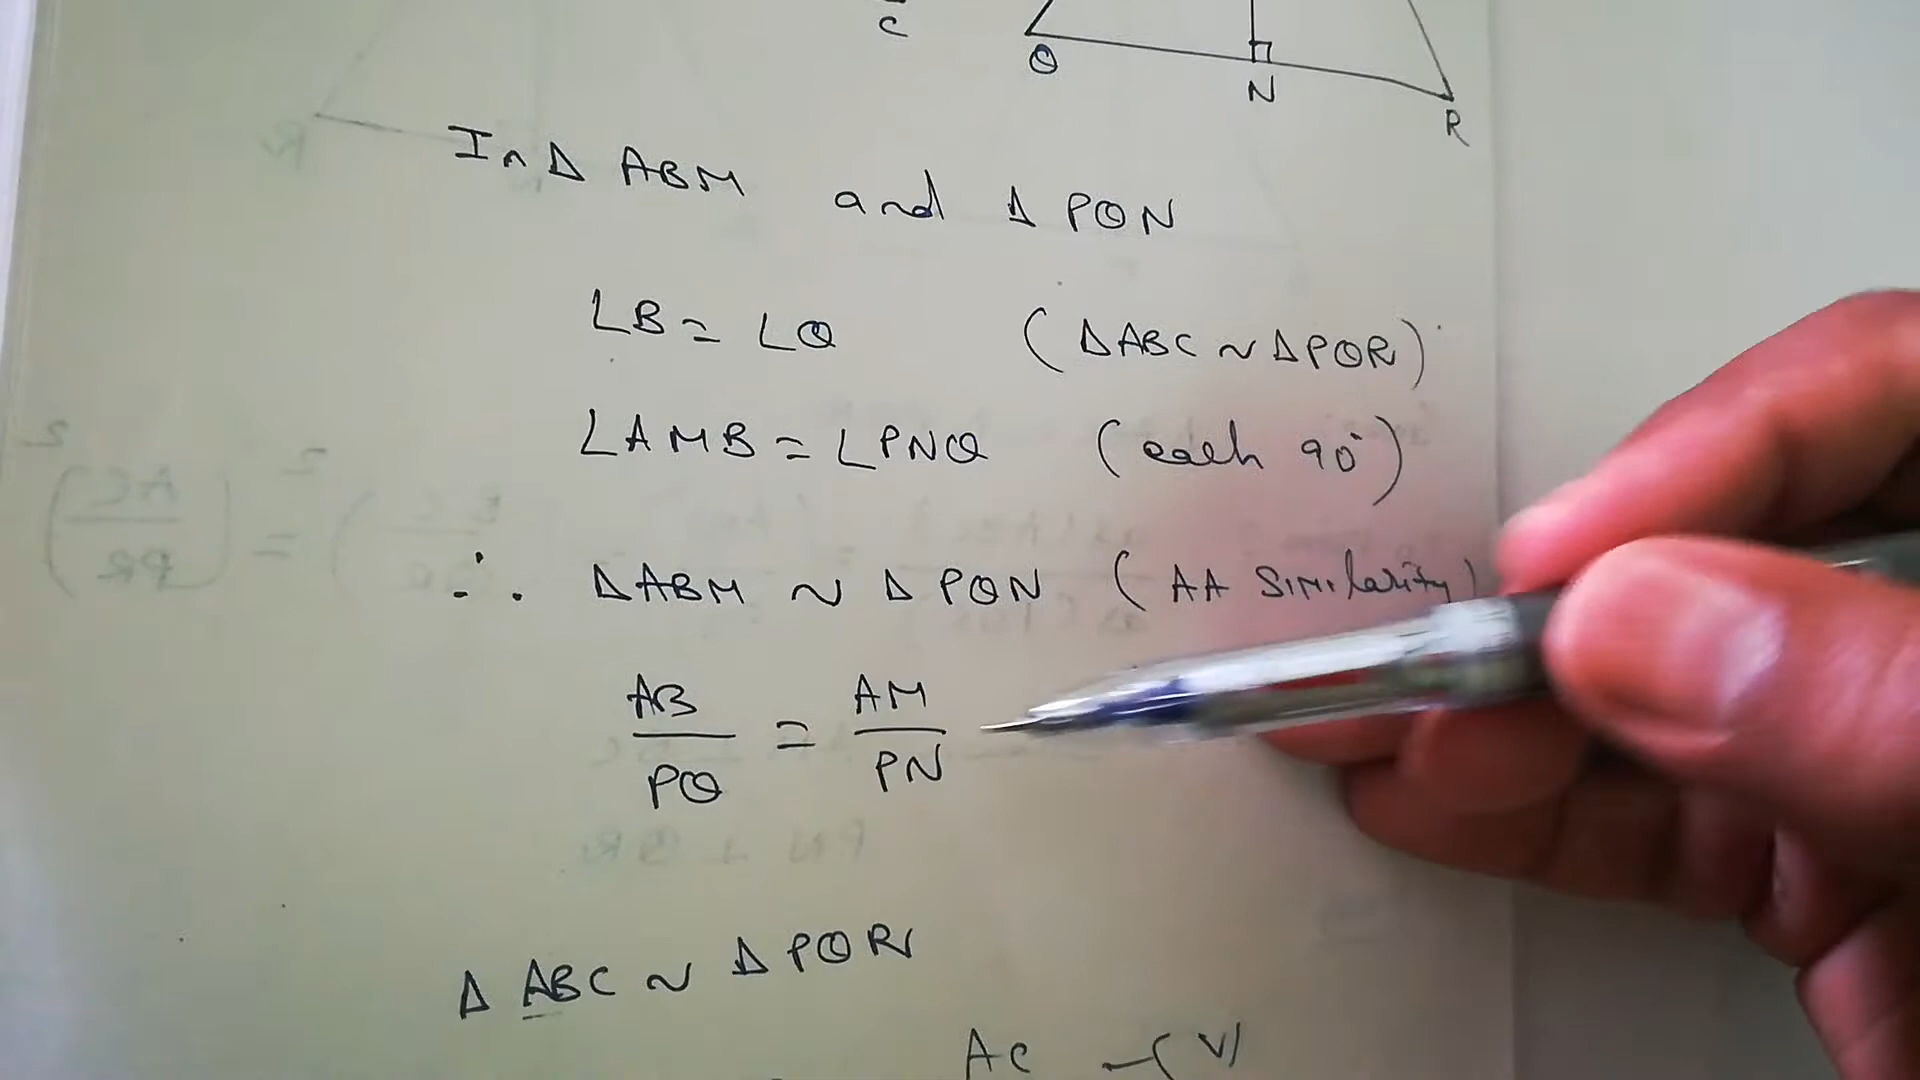 C
Q
N
R
In Δ ABM and Δ PQN
∠B = ∠Q (ΔABC ~ ΔPQR)
∠AMB = ∠PNQ (each 90°)
∴ ΔABM ~ ΔPQN (AA Similarity)
AB/PQ = AM/PN
Δ ABC ~ Δ PQR
AC —(v)